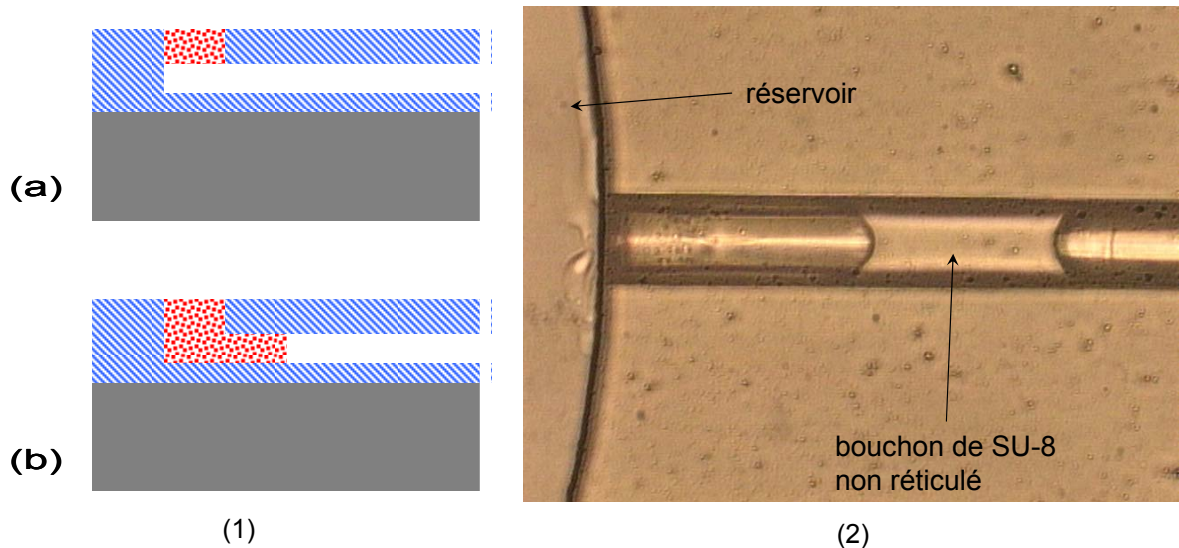 (a)
(b)
(1)
réservoir
bouchon de SU-8
non réticulé
(2)